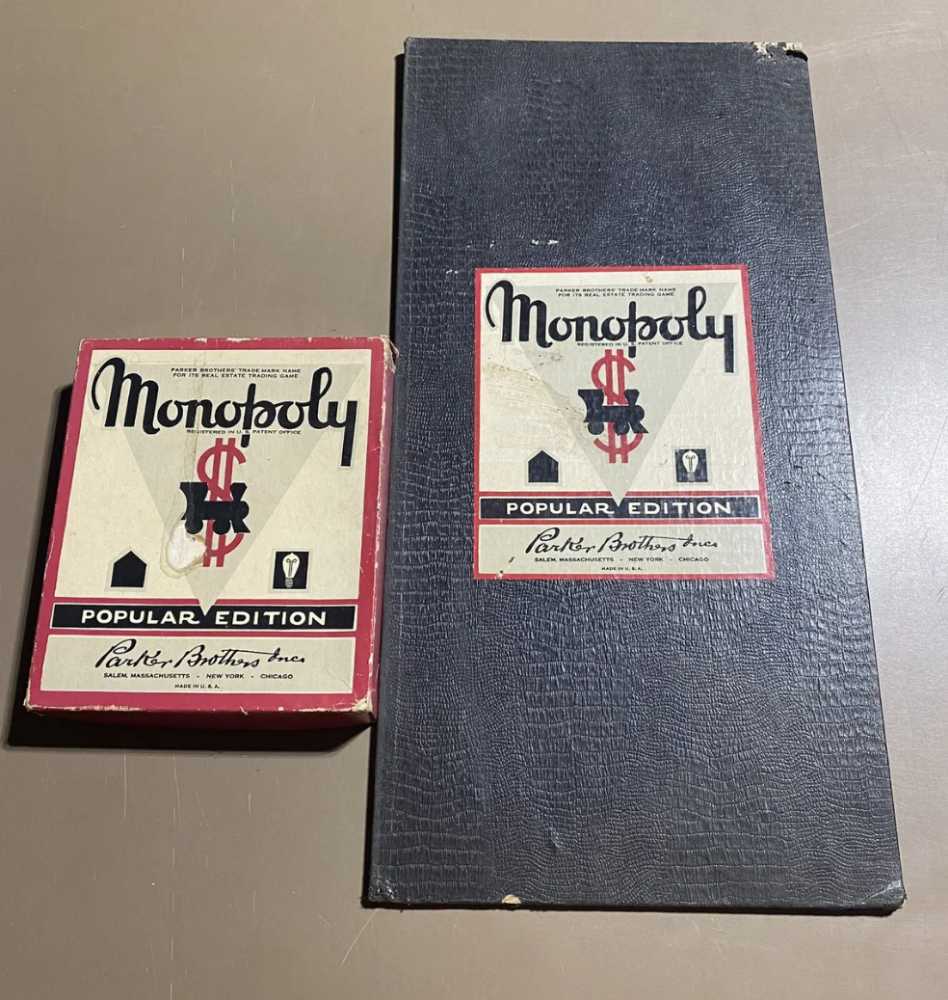 PARKER BROTHERS' TRADE MARK NAME
FOR ITS REAL ESTATE TRADING GAME
Monopoly
REGISTERED IN U. S. PATENT OFFICE
POPULAR EDITION
Parker Brothers Inc.
SALEM, MASSACHUSETTS - NEW YORK - CHICAGO
MADE IN U. S. A.
PARKER BROTHERS' TRADE MARK NAME
FOR ITS REAL ESTATE TRADING GAME
Monopoly
REGISTERED IN U. S. PATENT OFFICE
POPULAR EDITION
Parker Brothers Inc.
SALEM, MASSACHUSETTS - NEW YORK - CHICAGO
MADE IN U. S. A.